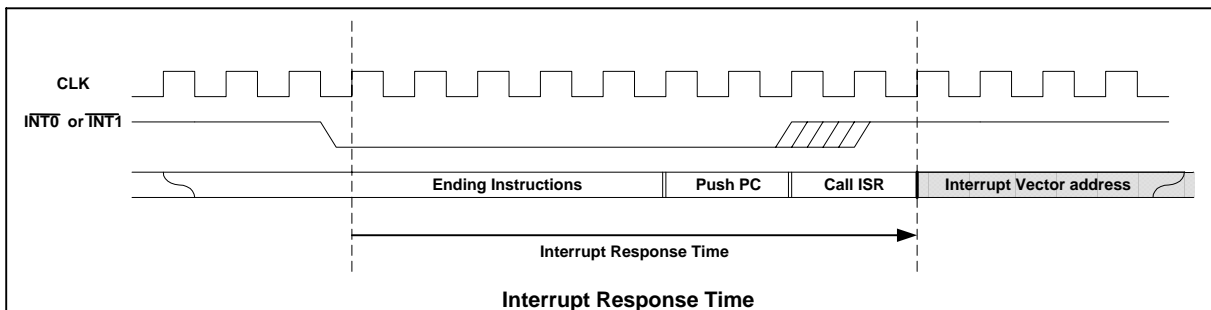 CLK
INT0 or INT1
Ending Instructions
Push PC
Call ISR
Interrupt Vector address
Interrupt Response Time
Interrupt Response Time